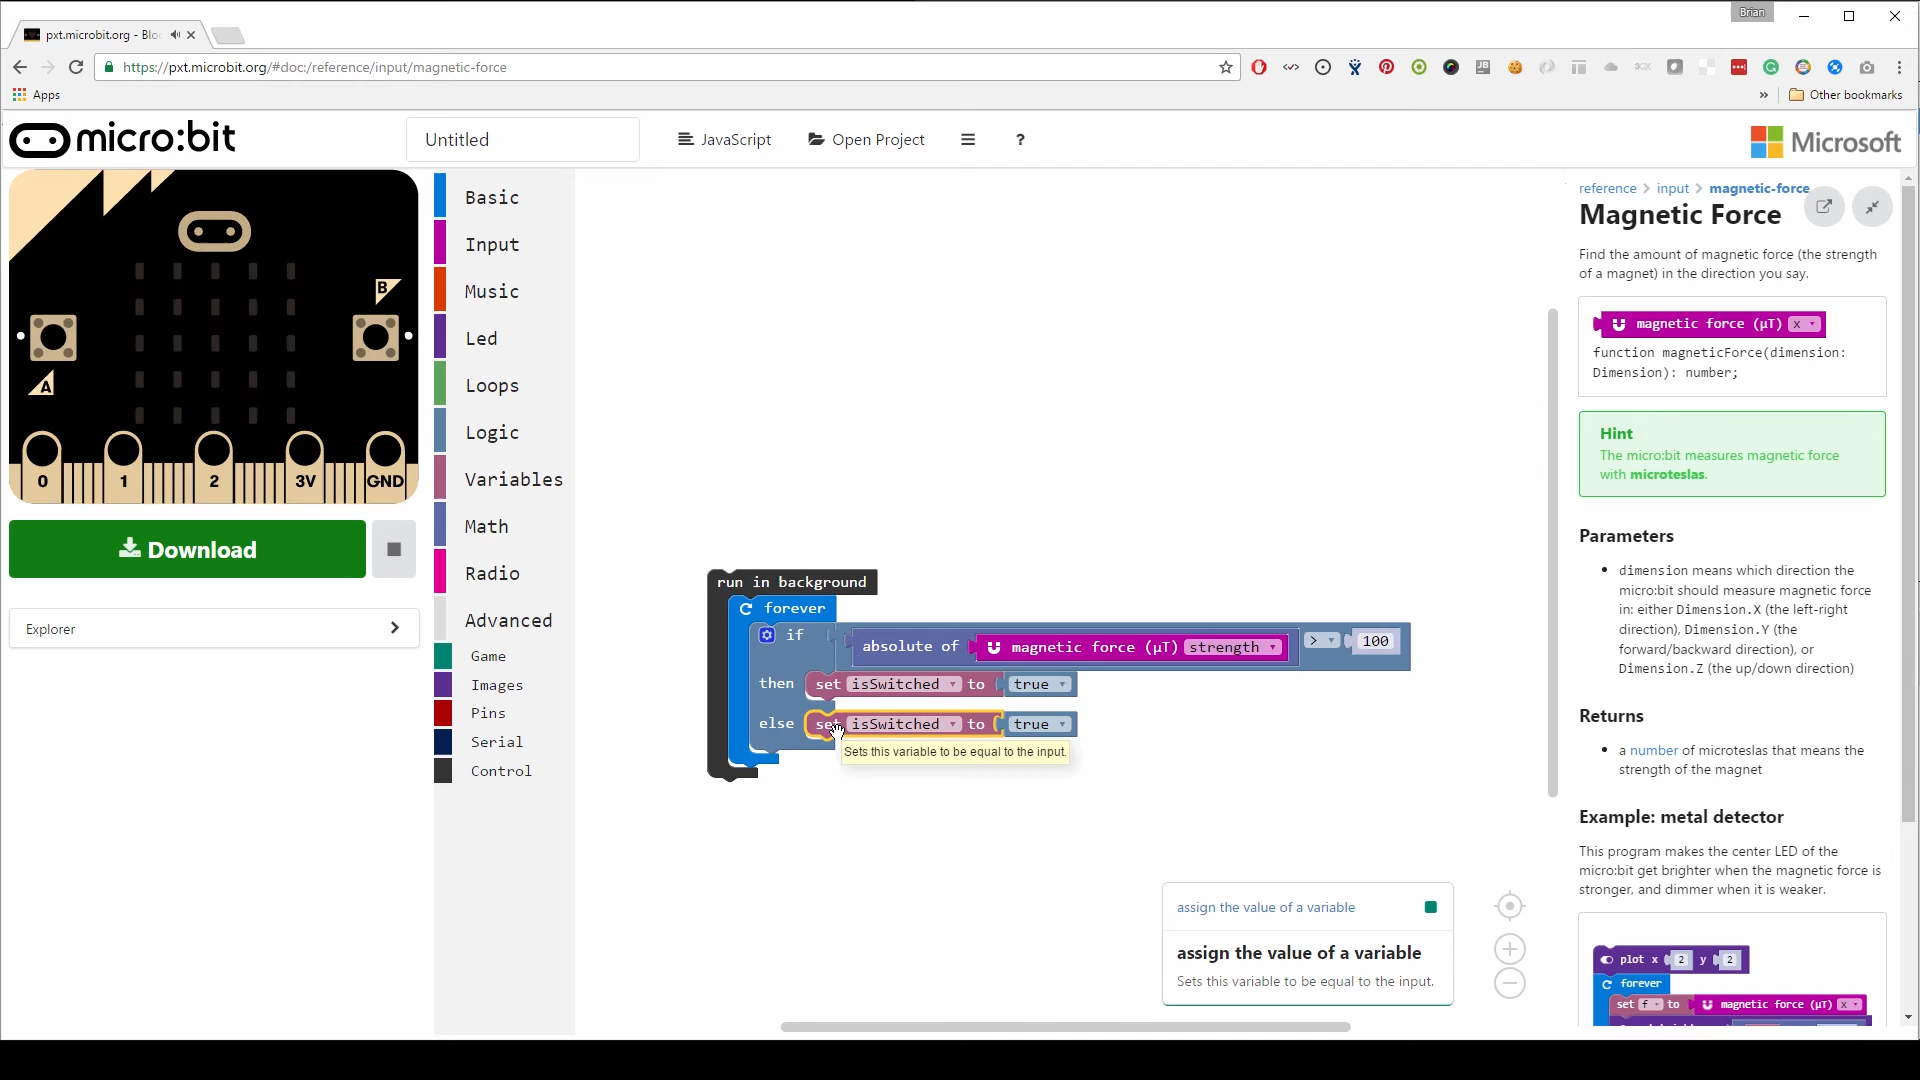 Brian
pxt.microbit.org - Blo
https://pxt.microbit.org/#doc:/reference/input/magnetic-force
Apps
» Other bookmarks
micro:bit
Untitled
JavaScript
Open Project
?
Microsoft
B
A
0 1 2 3V GND
Download
Explorer
Basic
Input
Music
Led
Loops
Logic
Variables
Math
Radio
Advanced
Game
Images
Pins
Serial
Control
run in background
forever
if absolute of magnetic force (µT) strength > 100
then set isSwitched to true
else set isSwitched to true
Sets this variable to be equal to the input.
assign the value of a variable
assign the value of a variable
Sets this variable to be equal to the input.
reference > input > magnetic-force
Magnetic Force
Find the amount of magnetic force (the strength
of a magnet) in the direction you say.
magnetic force (µT) x
function magneticForce(dimension:
Dimension): number;
Hint
The micro:bit measures magnetic force
with microteslas.
Parameters
• dimension means which direction the
micro:bit should measure magnetic force
in: either Dimension.X (the left-right
direction), Dimension.Y (the
forward/backward direction), or
Dimension.Z (the up/down direction)
Returns
• a number of microteslas that means the
strength of the magnet
Example: metal detector
This program makes the center LED of the
micro:bit get brighter when the magnetic force is
stronger, and dimmer when it is weaker.
plot x 2 y 2
forever
set f to magnetic force (µT) x